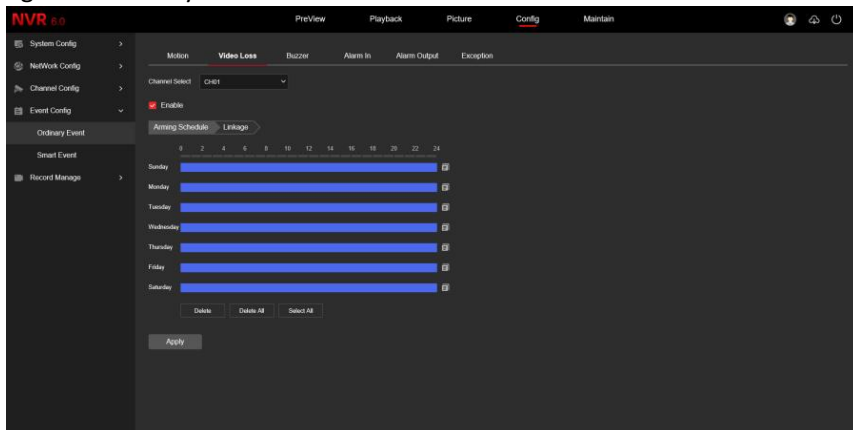 NVR 6.0 PreView Playback Picture Config Maintain
System Config
NetWork Config
Channel Config
Event Config
Ordinary Event
Smart Event
Record Manage
Motion Video Loss Buzzer Alarm In Alarm Output Exception
Channel Select CH01
Enable
Arming Schedule Linkage
0 2 4 6 8 10 12 14 16 18 20 22 24
Sunday
Monday
Tuesday
Wednesday
Thursday
Friday
Saturday
Delete Delete All Select All
Apply